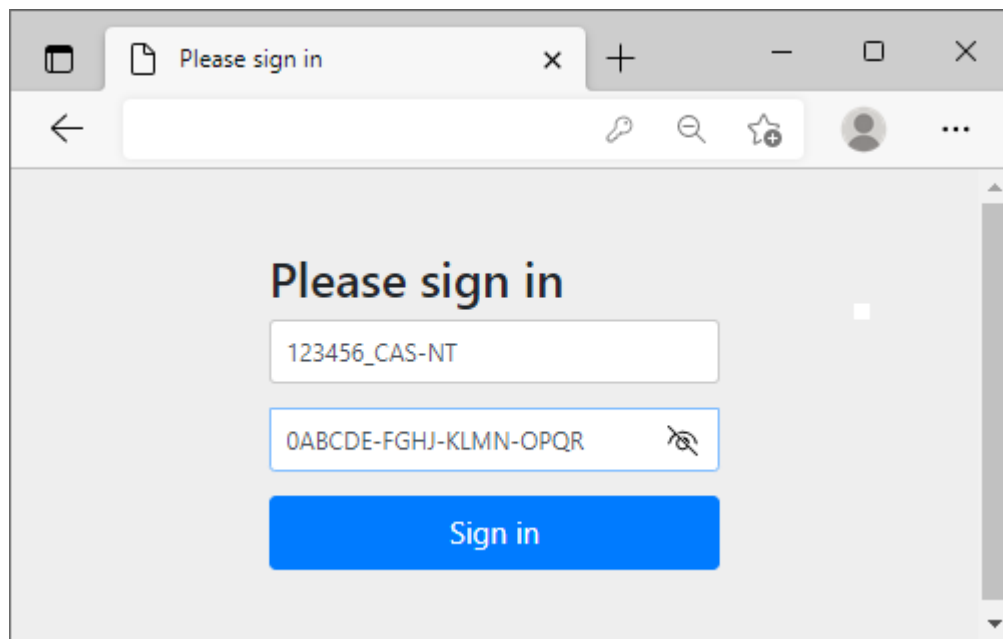 Please sign in
Please sign in
123456_CAS-NT
0ABCDE-FGHJ-KLMN-OPQR
Sign in